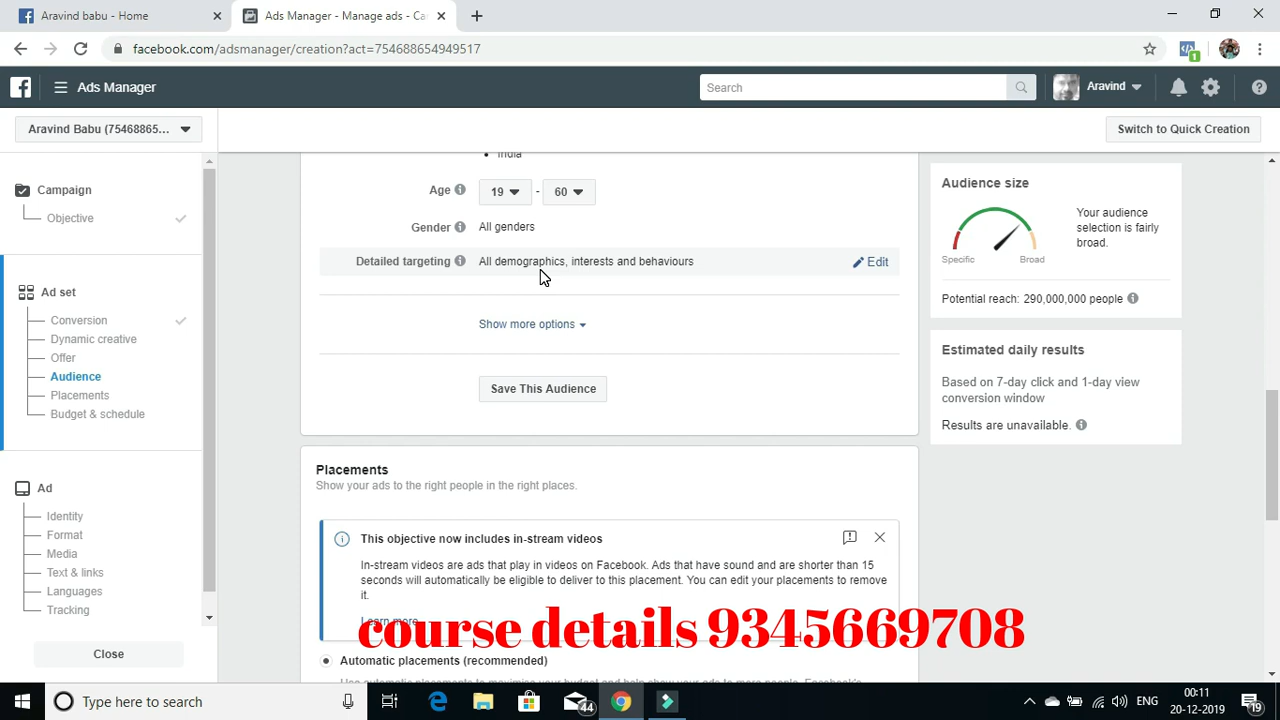 Aravind babu - Home
Ads Manager - Manage ads - Ca
facebook.com/adsmanager/creation?act=754688654949517
1
Ads Manager
Search
Aravind
Aravind Babu (75468865...
Switch to Quick Creation
Campaign
Objective
Ad set
Conversion
Dynamic creative
Offer
Audience
Placements
Budget & schedule
Ad
Identity
Format
Media
Text & links
Languages
Tracking
Close
India
Age
19
-
60
Gender
All genders
Detailed targeting
All demographics, interests and behaviours
Edit
Show more options
Save This Audience
Placements
Show your ads to the right people in the right places.
This objective now includes in-stream videos
In-stream videos are ads that play in videos on Facebook. Ads that have sound and are shorter than 15
seconds will automatically be eligible to deliver to this placement. You can edit your placements to remove
it.
Learn more
course details 9345669708
Automatic placements (recommended)
Use automatic placements to maximise your budget and help show your ads to more people. Facebook's
Audience size
Your audience
selection is fairly
broad.
Specific
Broad
Potential reach: 290,000,000 people
Estimated daily results
Based on 7-day click and 1-day view
conversion window
Results are unavailable.
Type here to search
44
ENG
00:11
20-12-2019
19